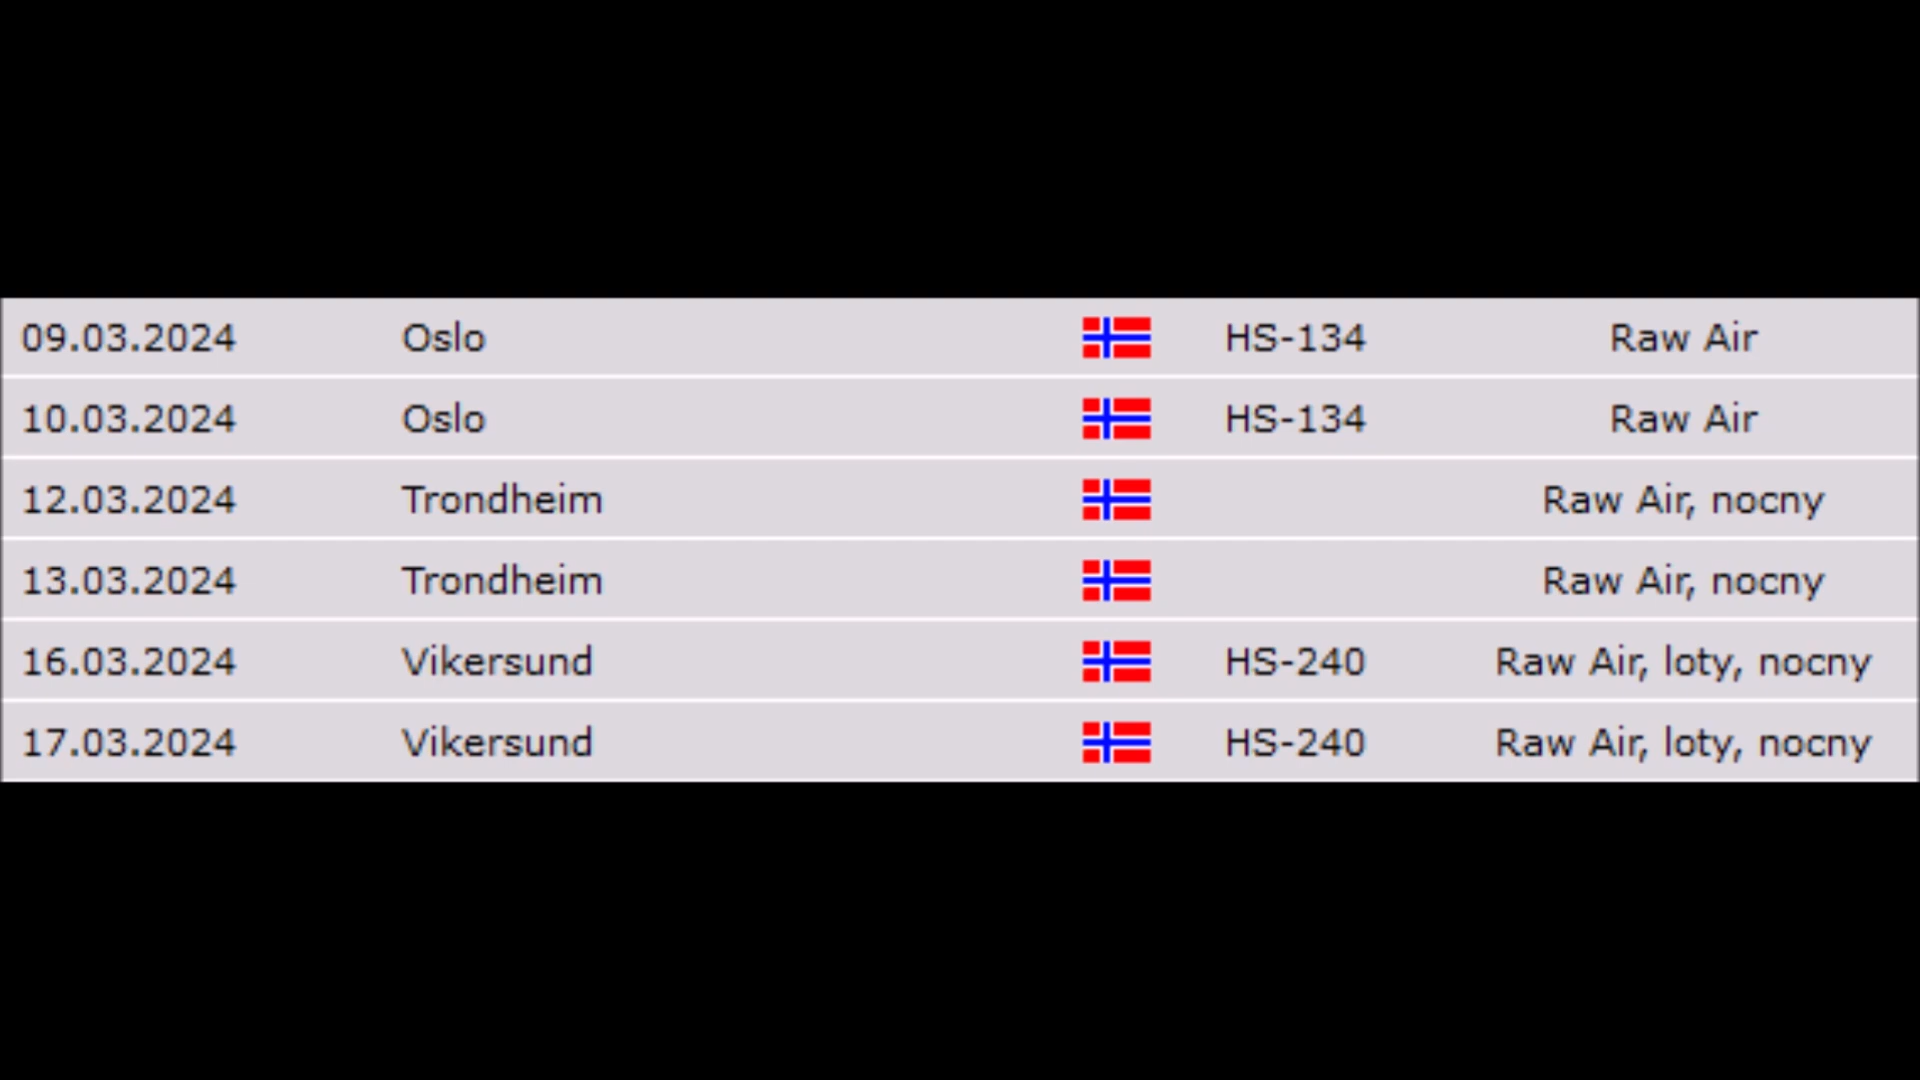 09.03.2024 Oslo HS-134 Raw Air
10.03.2024 Oslo HS-134 Raw Air
12.03.2024 Trondheim Raw Air, nocny
13.03.2024 Trondheim Raw Air, nocny
16.03.2024 Vikersund HS-240 Raw Air, loty, nocny
17.03.2024 Vikersund HS-240 Raw Air, loty, nocny